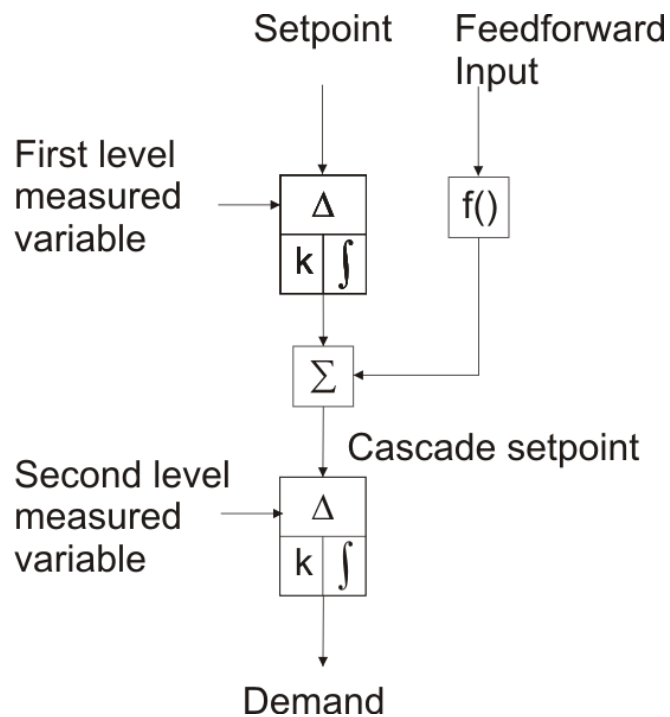 Setpoint
Feedforward
Input
First level
measured
variable
Δ
f()
k ∫
Σ
Cascade setpoint
Second level
measured
variable
Δ
k ∫
Demand